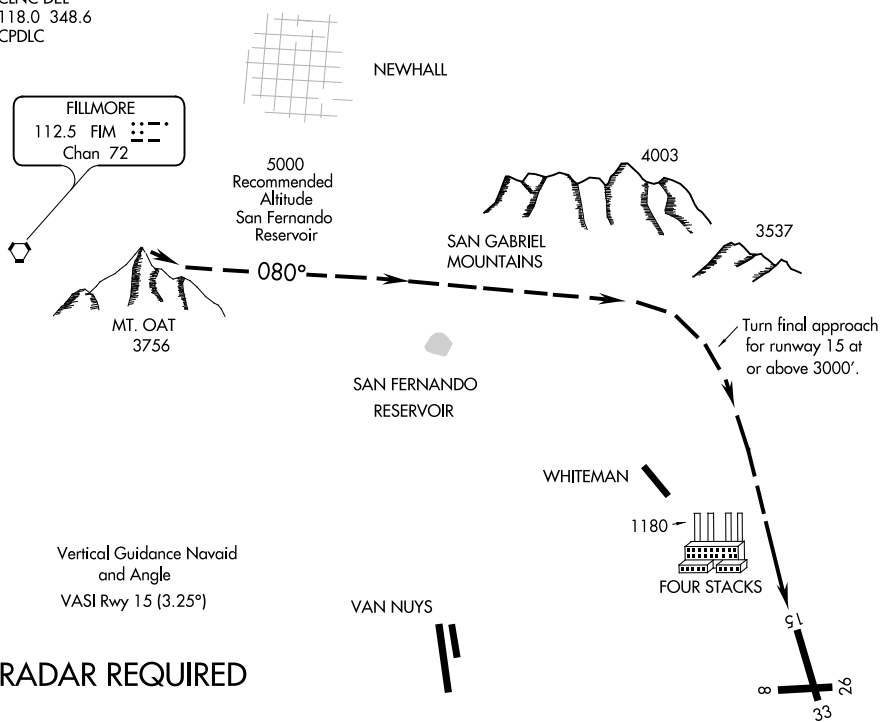 118.0 348.6
CPDLC
NEWHALL
FILLMORE
112.5 FIM
Chan 72
5000
Recommended
Altitude
San Fernando
Reservoir
4003
3537
SAN GABRIEL
MOUNTAINS
080°
MT. OAT
3756
Turn final approach
for runway 15 at
or above 3000'.
SAN FERNANDO
RESERVOIR
WHITEMAN
1180
FOUR STACKS
Vertical Guidance Navaid
and Angle
VASI Rwy 15 (3.25°)
VAN NUYS
15
RADAR REQUIRED
8
26
33